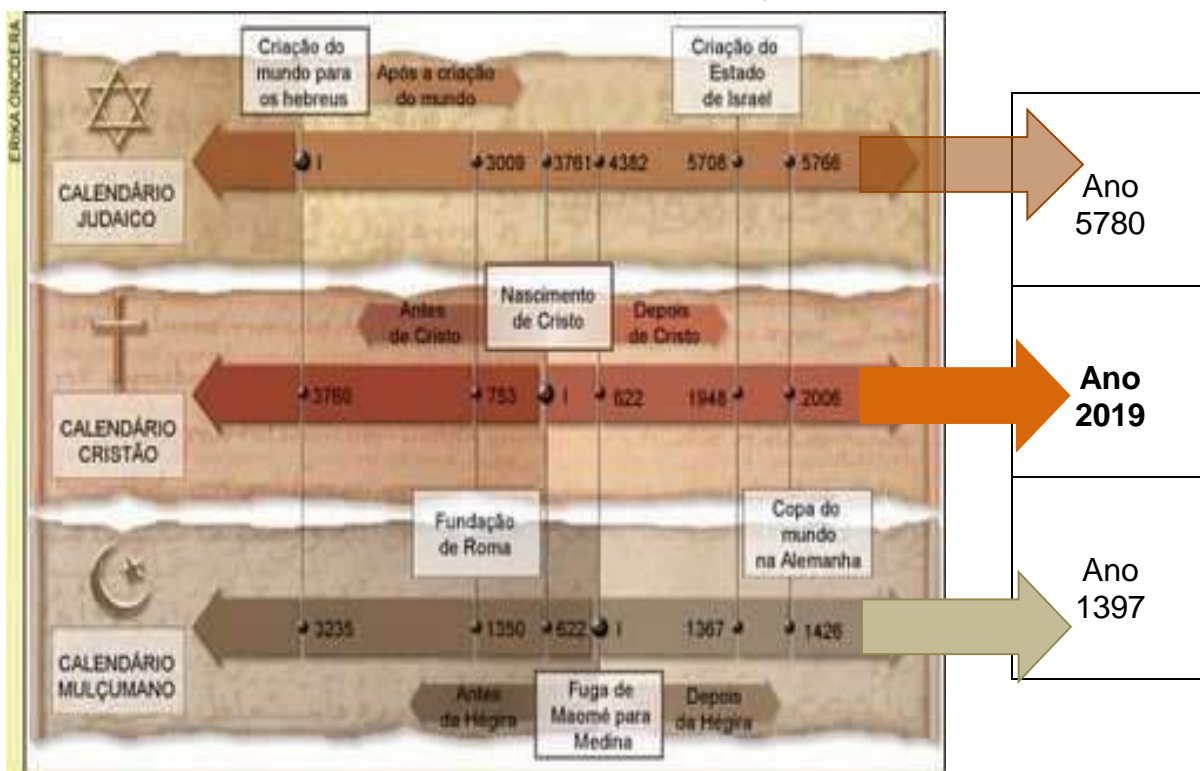 ERIKA ONODERA
Criação do
mundo para
os hebreus
Após a criação
do mundo
Criação do
Estado
de Israel
CALENDÁRIO
JUDAICO
I
3009
3761
4382
5708
5766
Ano
5780
Antes
de Cristo
Nascimento
de Cristo
Depois
de Cristo
CALENDÁRIO
CRISTÃO
3760
753
I
622
1948
2006
Ano
2019
Fundação
de Roma
Copa do
mundo
na Alemanha
CALENDÁRIO
MULÇUMANO
3235
1350
622
I
1367
1426
Ano
1397
Antes
da Hégira
Fuga de
Maomé para
Medina
Depois
da Hégira